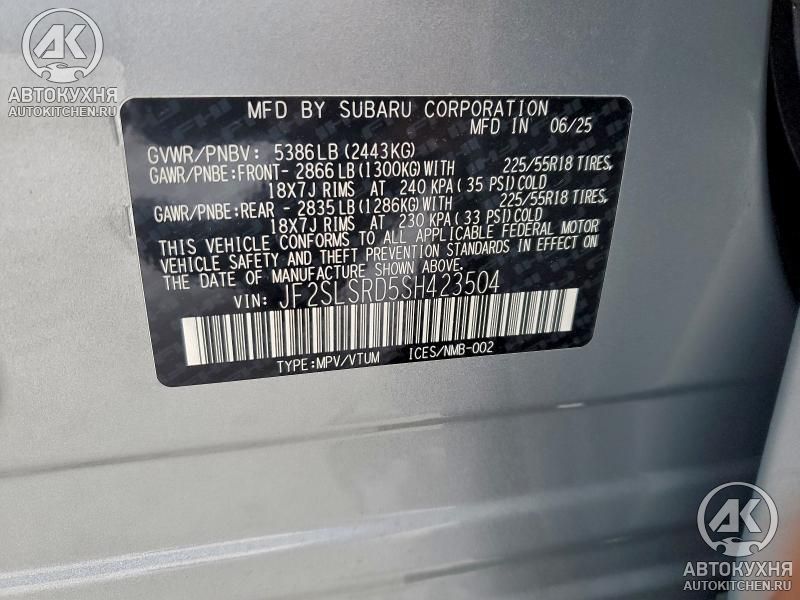 AK
АВТОКУХНЯ
AUTOKITCHEN.RU
MFD BY SUBARU CORPORATION
MFD IN 06/25
GVWR/PNBV: 5386LB (2443KG)
GAWR/PNBE:FRONT- 2866LB (1300KG) WITH 225/55R18 TIRES,
18X7J RIMS AT 240 KPA( 35 PSI) COLD
GAWR/PNBE:REAR - 2835LB (1286KG) WITH 225/55R18 TIRES,
18X7J RIMS AT 230 KPA( 33 PSI) COLD
THIS VEHICLE CONFORMS TO ALL APPLICABLE FEDERAL MOTOR
VEHICLE SAFETY AND THEFT PREVENTION STANDARDS IN EFFECT ON
THE DATE OF MANUFACTURE SHOWN ABOVE.
VIN: JF2SLSRD5SH423504
TYPE:MPV/VTUM ICES/NMB-002
AK
АВТОКУХНЯ
AUTOKITCHEN.RU